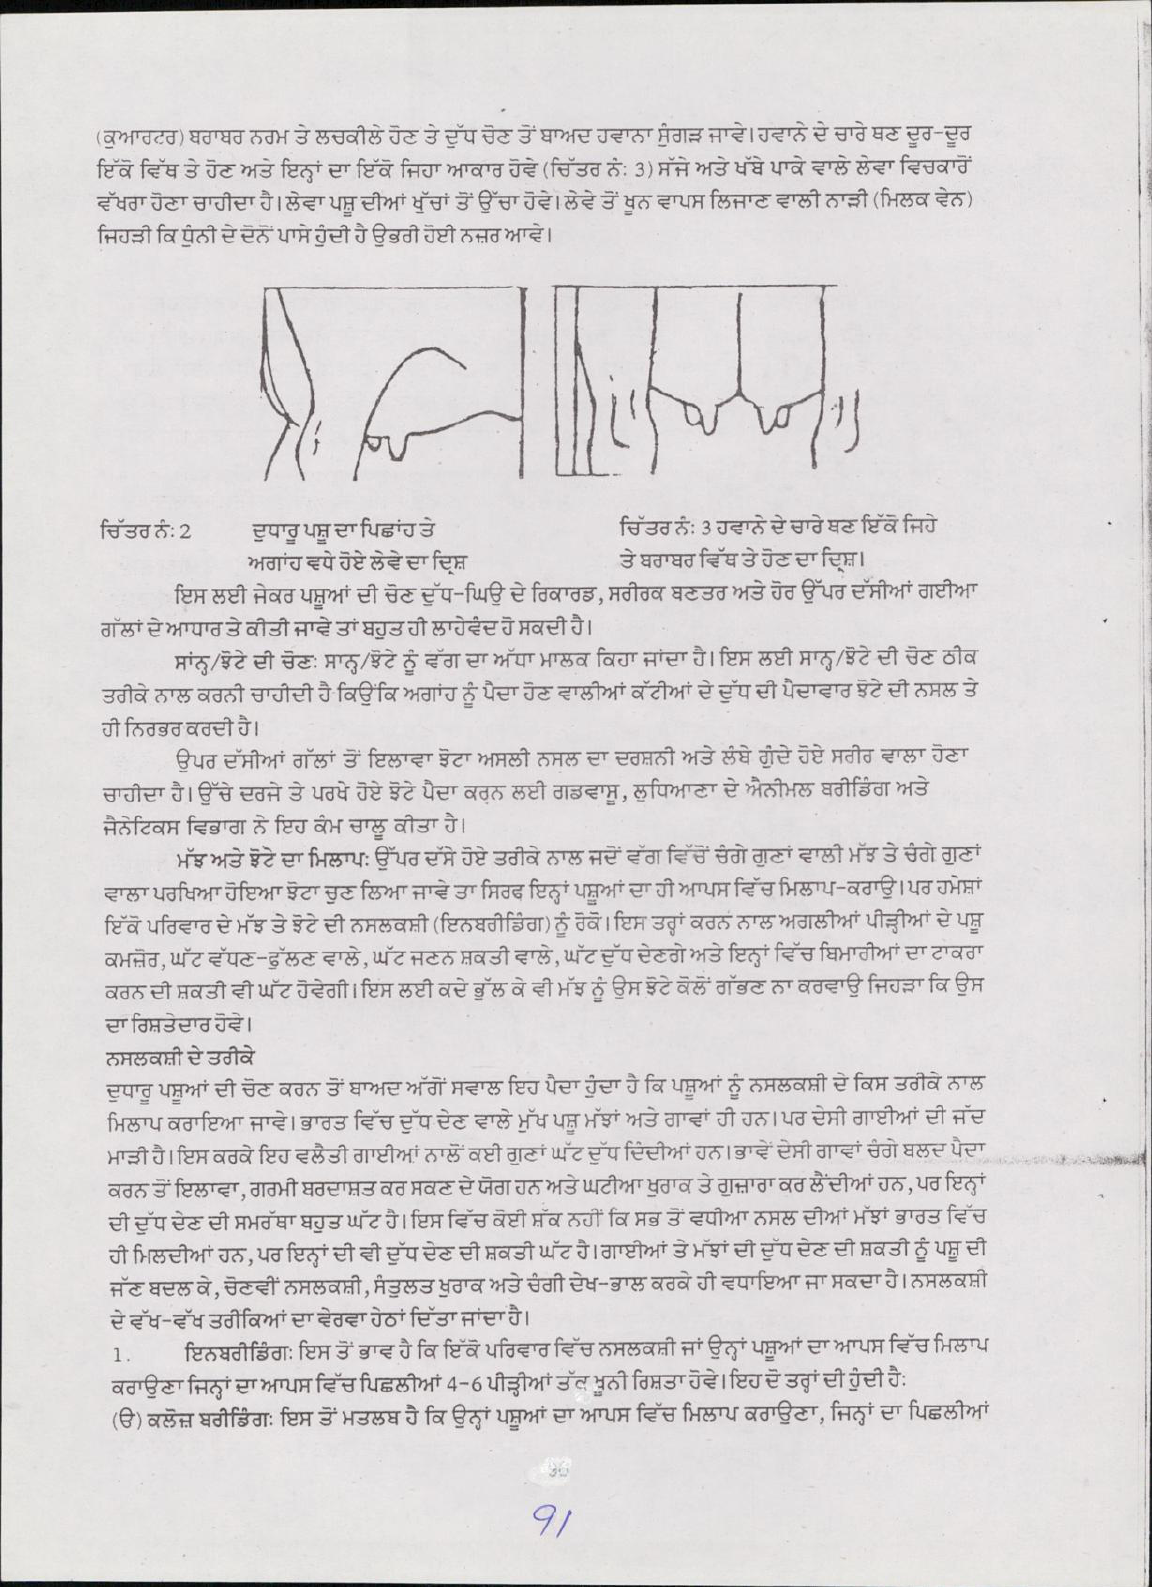 (ਕੁਆਰਟਰ) ਬਰਾਬਰ ਨਰਮ ਤੇ ਲਚਕੀਲੇ ਹੋਣ ਤੇ ਦੁੱਧ ਚੋਣ ਤੋਂ ਬਾਅਦ ਹਵਾਨਾ ਸੁੰਗੜ ਜਾਵੇ। ਹਵਾਨੇ ਦੇ ਚਾਰੇ ਥਣ ਦੂਰ-ਦੂਰ
ਇੱਕੋ ਵਿੱਥ ਤੇ ਹੋਣ ਅਤੇ ਇਨ੍ਹਾਂ ਦਾ ਇੱਕੋ ਜਿਹਾ ਆਕਾਰ ਹੋਵੇ (ਚਿੱਤਰ ਨੰ: 3) ਸੱਜੇ ਅਤੇ ਖੱਬੇ ਪਾਕੇ ਵਾਲੇ ਲੇਵਾ ਵਿਚਕਾਰੋਂ
ਵੱਖਰਾ ਹੋਣਾ ਚਾਹੀਦਾ ਹੈ। ਲੇਵਾ ਪਸ਼ੂ ਦੀਆਂ ਖੁੱਚਾਂ ਤੋਂ ਉੱਚਾ ਹੋਵੇ। ਲੇਵੇ ਤੋਂ ਖੂਨ ਵਾਪਸ ਲਿਜਾਣ ਵਾਲੀ ਨਾੜੀ (ਮਿਲਕ ਵੇਨ)
ਜਿਹੜੀ ਕਿ ਧੁੰਨੀ ਦੇ ਦੋਨੋਂ ਪਾਸੇ ਹੁੰਦੀ ਹੈ ਉਭਰੀ ਹੋਈ ਨਜ਼ਰ ਆਵੇ।
ਚਿੱਤਰ ਨੰ: 2 ਦੁਧਾਰੂ ਪਸ਼ੂ ਦਾ ਪਿਛਾਂਹ ਤੇ
ਅਗਾਂਹ ਵਧੇ ਹੋਏ ਲੇਵੇ ਦਾ ਦ੍ਰਿਸ਼
ਚਿੱਤਰ ਨੰ: 3 ਹਵਾਨੇ ਦੇ ਚਾਰੇ ਥਣ ਇੱਕੋ ਜਿਹੇ
ਤੇ ਬਰਾਬਰ ਵਿੱਥ ਤੇ ਹੋਣ ਦਾ ਦ੍ਰਿਸ਼।
ਇਸ ਲਈ ਜੇਕਰ ਪਸ਼ੂਆਂ ਦੀ ਚੋਣ ਦੁੱਧ-ਘਿਉ ਦੇ ਰਿਕਾਰਡ, ਸਰੀਰਕ ਬਣਤਰ ਅਤੇ ਹੋਰ ਉੱਪਰ ਦੱਸੀਆਂ ਗਈਆ
ਗੱਲਾਂ ਦੇ ਆਧਾਰ ਤੇ ਕੀਤੀ ਜਾਵੇ ਤਾਂ ਬਹੁਤ ਹੀ ਲਾਹੇਵੰਦ ਹੋ ਸਕਦੀ ਹੈ।
ਸਾਂਨ੍ਹ/ਝੋਟੇ ਦੀ ਚੋਣ: ਸਾਨ੍ਹ/ਝੋਟੇ ਨੂੰ ਵੱਗ ਦਾ ਅੱਧਾ ਮਾਲਕ ਕਿਹਾ ਜਾਂਦਾ ਹੈ। ਇਸ ਲਈ ਸਾਨ੍ਹ/ਝੋਟੇ ਦੀ ਚੋਣ ਠੀਕ
ਤਰੀਕੇ ਨਾਲ ਕਰਨੀ ਚਾਹੀਦੀ ਹੈ ਕਿਉਂਕਿ ਅਗਾਂਹ ਨੂੰ ਪੈਦਾ ਹੋਣ ਵਾਲੀਆਂ ਕੱਟੀਆਂ ਦੇ ਦੁੱਧ ਦੀ ਪੈਦਾਵਾਰ ਝੋਟੇ ਦੀ ਨਸਲ ਤੇ
ਹੀ ਨਿਰਭਰ ਕਰਦੀ ਹੈ।
ਉਪਰ ਦੱਸੀਆਂ ਗੱਲਾਂ ਤੋਂ ਇਲਾਵਾ ਝੋਟਾ ਅਸਲੀ ਨਸਲ ਦਾ ਦਰਸ਼ਨੀ ਅਤੇ ਲੰਬੇ ਗੁੰਦੇ ਹੋਏ ਸਰੀਰ ਵਾਲਾ ਹੋਣਾ
ਚਾਹੀਦਾ ਹੈ। ਉੱਚੇ ਦਰਜੇ ਤੇ ਪਰਖੇ ਹੋਏ ਝੋਟੇ ਪੈਦਾ ਕਰਨ ਲਈ ਗਡਵਾਸੂ, ਲੁਧਿਆਣਾ ਦੇ ਐਨੀਮਲ ਬਰੀਡਿੰਗ ਅਤੇ
ਜੈਨੇਟਿਕਸ ਵਿਭਾਗ ਨੇ ਇਹ ਕੰਮ ਚਾਲੂ ਕੀਤਾ ਹੈ।
ਮੱਝ ਅਤੇ ਝੋਟੇ ਦਾ ਮਿਲਾਪ: ਉੱਪਰ ਦੱਸੇ ਹੋਏ ਤਰੀਕੇ ਨਾਲ ਜਦੋਂ ਵੱਗ ਵਿੱਚੋਂ ਚੰਗੇ ਗੁਣਾਂ ਵਾਲੀ ਮੱਝ ਤੇ ਚੰਗੇ ਗੁਣਾਂ
ਵਾਲਾ ਪਰਖਿਆ ਹੋਇਆ ਝੋਟਾ ਚੁਣ ਲਿਆ ਜਾਵੇ ਤਾ ਸਿਰਫ ਇਨ੍ਹਾਂ ਪਸ਼ੂਆਂ ਦਾ ਹੀ ਆਪਸ ਵਿੱਚ ਮਿਲਾਪ-ਕਰਾਉ। ਪਰ ਹਮੇਸ਼ਾਂ
ਇੱਕੋ ਪਰਿਵਾਰ ਦੇ ਮੱਝ ਤੇ ਝੋਟੇ ਦੀ ਨਸਲਕਸ਼ੀ (ਇਨਬਰੀਡਿੰਗ) ਨੂੰ ਰੋਕੋ। ਇਸ ਤਰ੍ਹਾਂ ਕਰਨ ਨਾਲ ਅਗਲੀਆਂ ਪੀੜ੍ਹੀਆਂ ਦੇ ਪਸ਼ੂ
ਕਮਜ਼ੋਰ, ਘੱਟ ਵੱਧਣ-ਫੁੱਲਣ ਵਾਲੇ, ਘੱਟ ਜਣਨ ਸ਼ਕਤੀ ਵਾਲੇ, ਘੱਟ ਦੁੱਧ ਦੇਣਗੇ ਅਤੇ ਇਨ੍ਹਾਂ ਵਿੱਚ ਬਿਮਾਰੀਆਂ ਦਾ ਟਾਕਰਾ
ਕਰਨ ਦੀ ਸ਼ਕਤੀ ਵੀ ਘੱਟ ਹੋਵੇਗੀ। ਇਸ ਲਈ ਕਦੇ ਭੁੱਲ ਕੇ ਵੀ ਮੱਝ ਨੂੰ ਉਸ ਝੋਟੇ ਕੋਲੋਂ ਗੱਭਣ ਨਾ ਕਰਵਾਉ ਜਿਹੜਾ ਕਿ ਉਸ
ਦਾ ਰਿਸ਼ਤੇਦਾਰ ਹੋਵੇ।
ਨਸਲਕਸ਼ੀ ਦੇ ਤਰੀਕੇ
ਦੁਧਾਰੂ ਪਸ਼ੂਆਂ ਦੀ ਚੋਣ ਕਰਨ ਤੋਂ ਬਾਅਦ ਅੱਗੋਂ ਸਵਾਲ ਇਹ ਪੈਦਾ ਹੁੰਦਾ ਹੈ ਕਿ ਪਸ਼ੂਆਂ ਨੂੰ ਨਸਲਕਸ਼ੀ ਦੇ ਕਿਸ ਤਰੀਕੇ ਨਾਲ
ਮਿਲਾਪ ਕਰਾਇਆ ਜਾਵੇ। ਭਾਰਤ ਵਿੱਚ ਦੁੱਧ ਦੇਣ ਵਾਲੇ ਮੁੱਖ ਪਸ਼ੂ ਮੱਝਾਂ ਅਤੇ ਗਾਵਾਂ ਹੀ ਹਨ। ਪਰ ਦੇਸੀ ਗਾਈਆਂ ਦੀ ਜੱਦ
ਮਾੜੀ ਹੈ। ਇਸ ਕਰਕੇ ਇਹ ਵਲੈਤੀ ਗਾਈਆਂ ਨਾਲੋਂ ਕਈ ਗੁਣਾਂ ਘੱਟ ਦੁੱਧ ਦਿੰਦੀਆਂ ਹਨ। ਭਾਵੇਂ ਦੇਸੀ ਗਾਵਾਂ ਚੰਗੇ ਬਲਦ ਪੈਦਾ
ਕਰਨ ਤੋਂ ਇਲਾਵਾ, ਗਰਮੀ ਬਰਦਾਸ਼ਤ ਕਰ ਸਕਣ ਦੇ ਯੋਗ ਹਨ ਅਤੇ ਘਟੀਆ ਖੁਰਾਕ ਤੇ ਗੁਜ਼ਾਰਾ ਕਰ ਲੈਂਦੀਆਂ ਹਨ, ਪਰ ਇਨ੍ਹਾਂ
ਦੀ ਦੁੱਧ ਦੇਣ ਦੀ ਸਮਰੱਥਾ ਬਹੁਤ ਘੱਟ ਹੈ। ਇਸ ਵਿੱਚ ਕੋਈ ਸ਼ੱਕ ਨਹੀਂ ਕਿ ਸਭ ਤੋਂ ਵਧੀਆ ਨਸਲ ਦੀਆਂ ਮੱਝਾਂ ਭਾਰਤ ਵਿੱਚ
ਹੀ ਮਿਲਦੀਆਂ ਹਨ, ਪਰ ਇਨ੍ਹਾਂ ਦੀ ਵੀ ਦੁੱਧ ਦੇਣ ਦੀ ਸ਼ਕਤੀ ਘੱਟ ਹੈ। ਗਾਈਆਂ ਤੇ ਮੱਝਾਂ ਦੀ ਦੁੱਧ ਦੇਣ ਦੀ ਸ਼ਕਤੀ ਨੂੰ ਪਸ਼ੂ ਦੀ
ਜੱਣ ਬਦਲ ਕੇ, ਚੋਣਵੀਂ ਨਸਲਕਸ਼ੀ, ਸੰਤੁਲਤ ਖੁਰਾਕ ਅਤੇ ਚੰਗੀ ਦੇਖ-ਭਾਲ ਕਰਕੇ ਹੀ ਵਧਾਇਆ ਜਾ ਸਕਦਾ ਹੈ। ਨਸਲਕਸ਼ੀ
ਦੇ ਵੱਖ-ਵੱਖ ਤਰੀਕਿਆਂ ਦਾ ਵੇਰਵਾ ਹੇਠਾਂ ਦਿੱਤਾ ਜਾਂਦਾ ਹੈ।
1. ਇਨਬਰੀਡਿੰਗ: ਇਸ ਤੋਂ ਭਾਵ ਹੈ ਕਿ ਇੱਕੋ ਪਰਿਵਾਰ ਵਿੱਚ ਨਸਲਕਸ਼ੀ ਜਾਂ ਉਨ੍ਹਾਂ ਪਸ਼ੂਆਂ ਦਾ ਆਪਸ ਵਿੱਚ ਮਿਲਾਪ
ਕਰਾਉਣਾ ਜਿਨ੍ਹਾਂ ਦਾ ਆਪਸ ਵਿੱਚ ਪਿਛਲੀਆਂ 4-6 ਪੀੜ੍ਹੀਆਂ ਤੱਕ ਖੂਨੀ ਰਿਸ਼ਤਾ ਹੋਵੇ। ਇਹ ਦੋ ਤਰ੍ਹਾਂ ਦੀ ਹੁੰਦੀ ਹੈ:
(ੳ) ਕਲੋਜ਼ ਬਰੀਡਿੰਗ: ਇਸ ਤੋਂ ਮਤਲਬ ਹੈ ਕਿ ਉਨ੍ਹਾਂ ਪਸ਼ੂਆਂ ਦਾ ਆਪਸ ਵਿੱਚ ਮਿਲਾਪ ਕਰਾਉਣਾ, ਜਿਨ੍ਹਾਂ ਦਾ ਪਿਛਲੀਆਂ
91